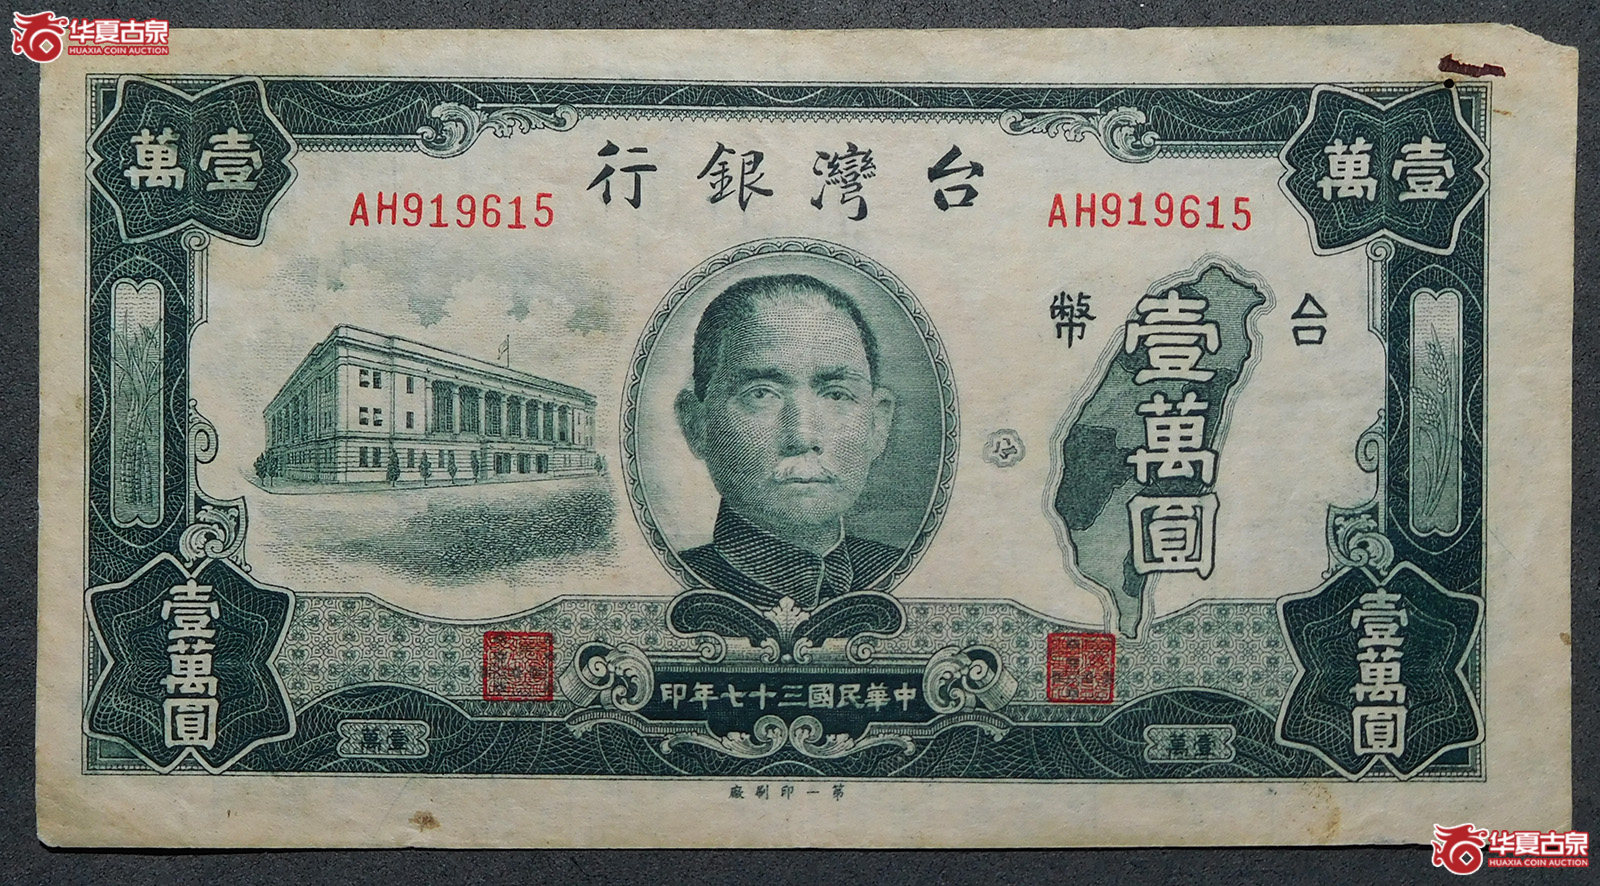 华夏古泉
HUAXIA COIN AUCTION
壹萬
台灣銀行
壹萬
AH919615
AH919615
台幣
壹萬圓
壹萬圓
中華民國三十七年印
壹萬圓
壹萬
壹萬
第一印刷廠
华夏古泉
HUAXIA COIN AUCTION